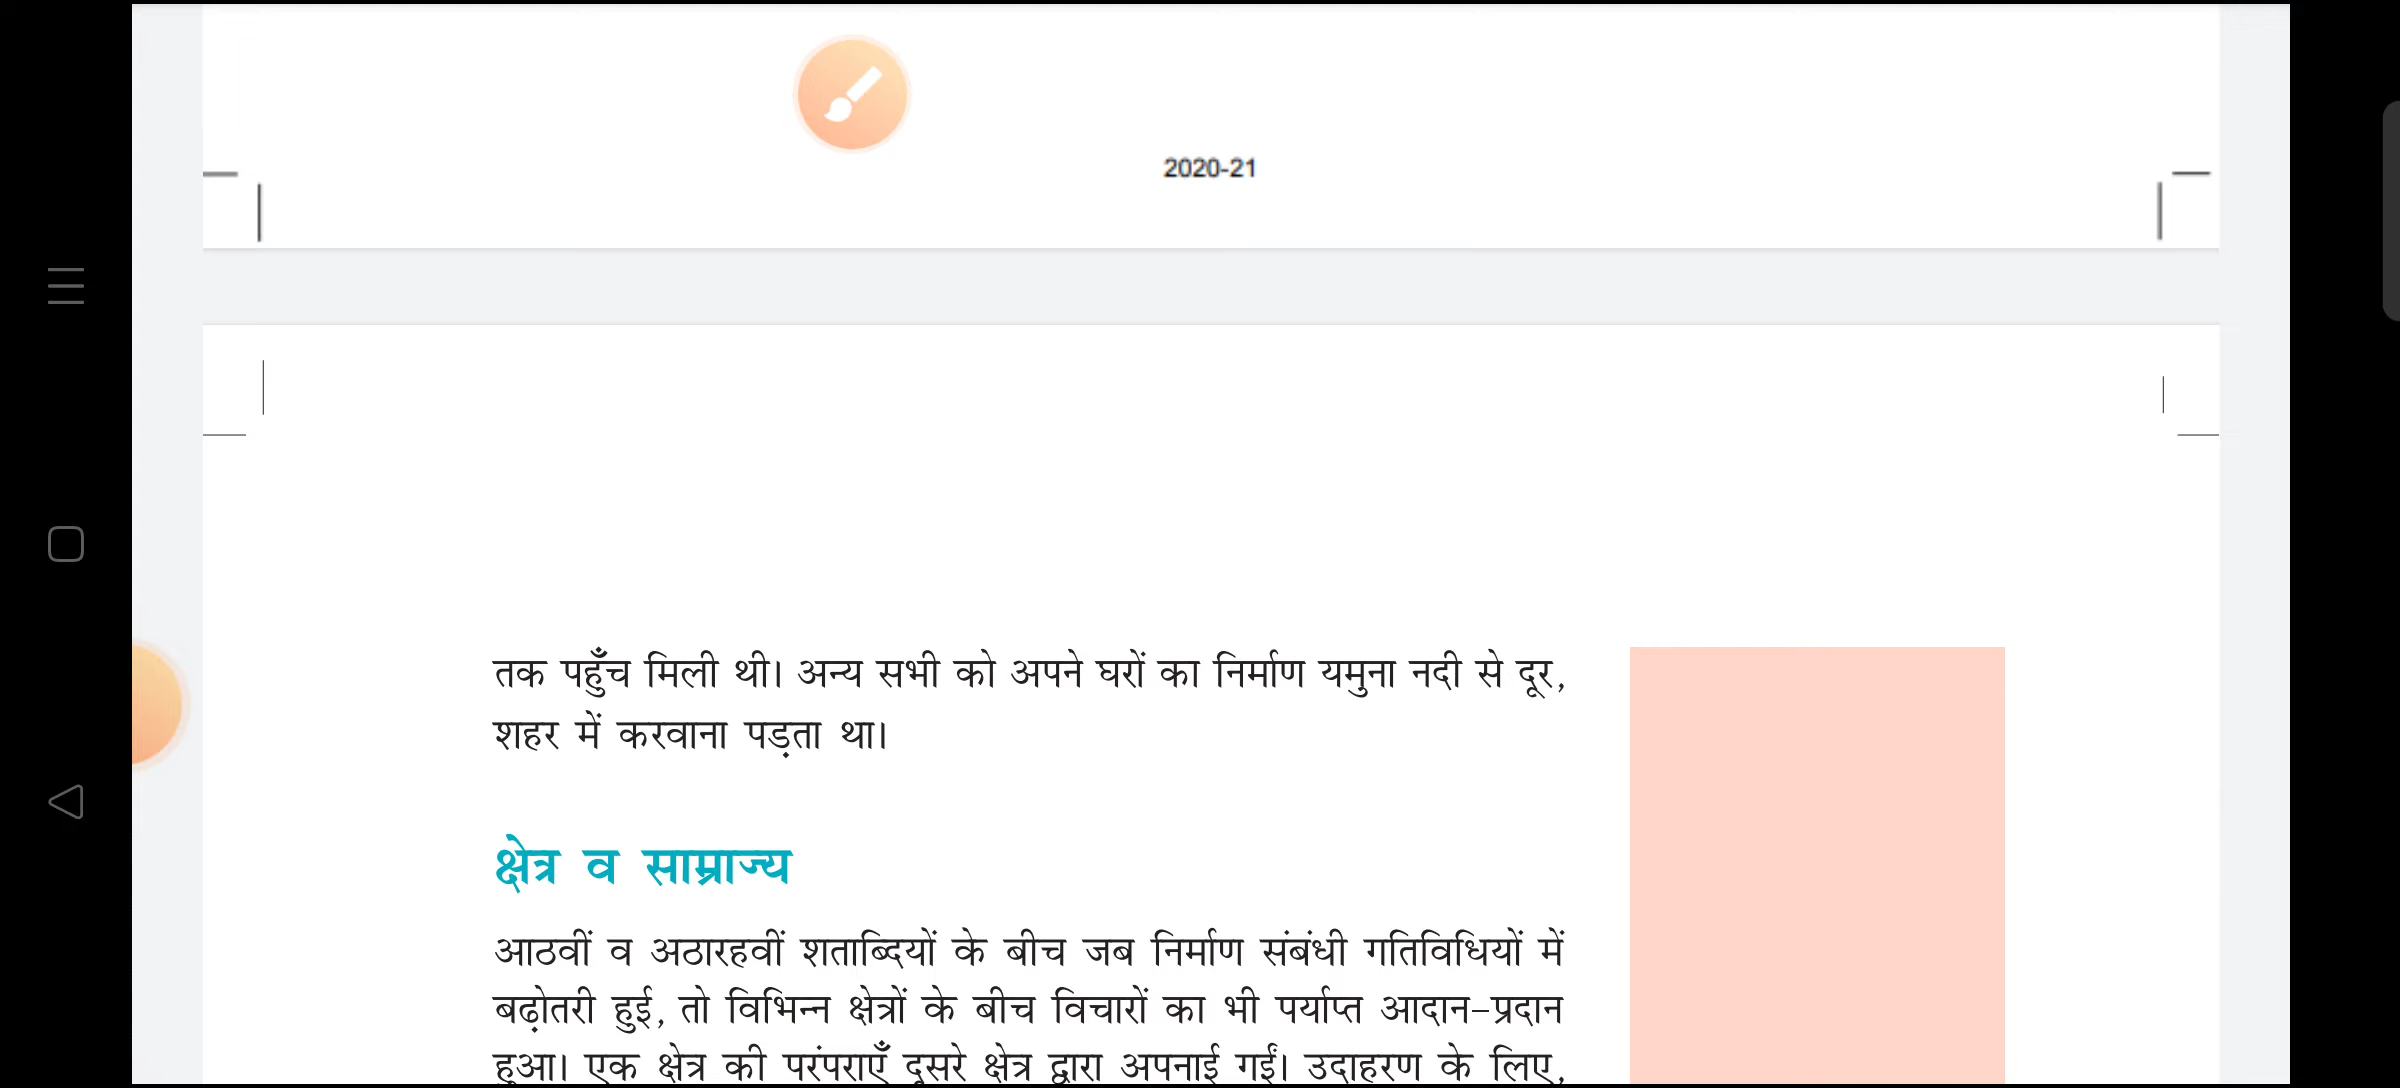 2020-21
तक पहुँच मिली थी। अन्य सभी को अपने घरों का निर्माण यमुना नदी से दूर,
शहर में करवाना पड़ता था।
क्षेत्र व साम्राज्य
आठवीं व अठारहवीं शताब्दियों के बीच जब निर्माण संबंधी गतिविधियों में
बढ़ोतरी हुई, तो विभिन्न क्षेत्रों के बीच विचारों का भी पर्याप्त आदान-प्रदान
हुआ। एक क्षेत्र की परंपराएँ दूसरे क्षेत्र द्वारा अपनाई गईं। उदाहरण के लिए,